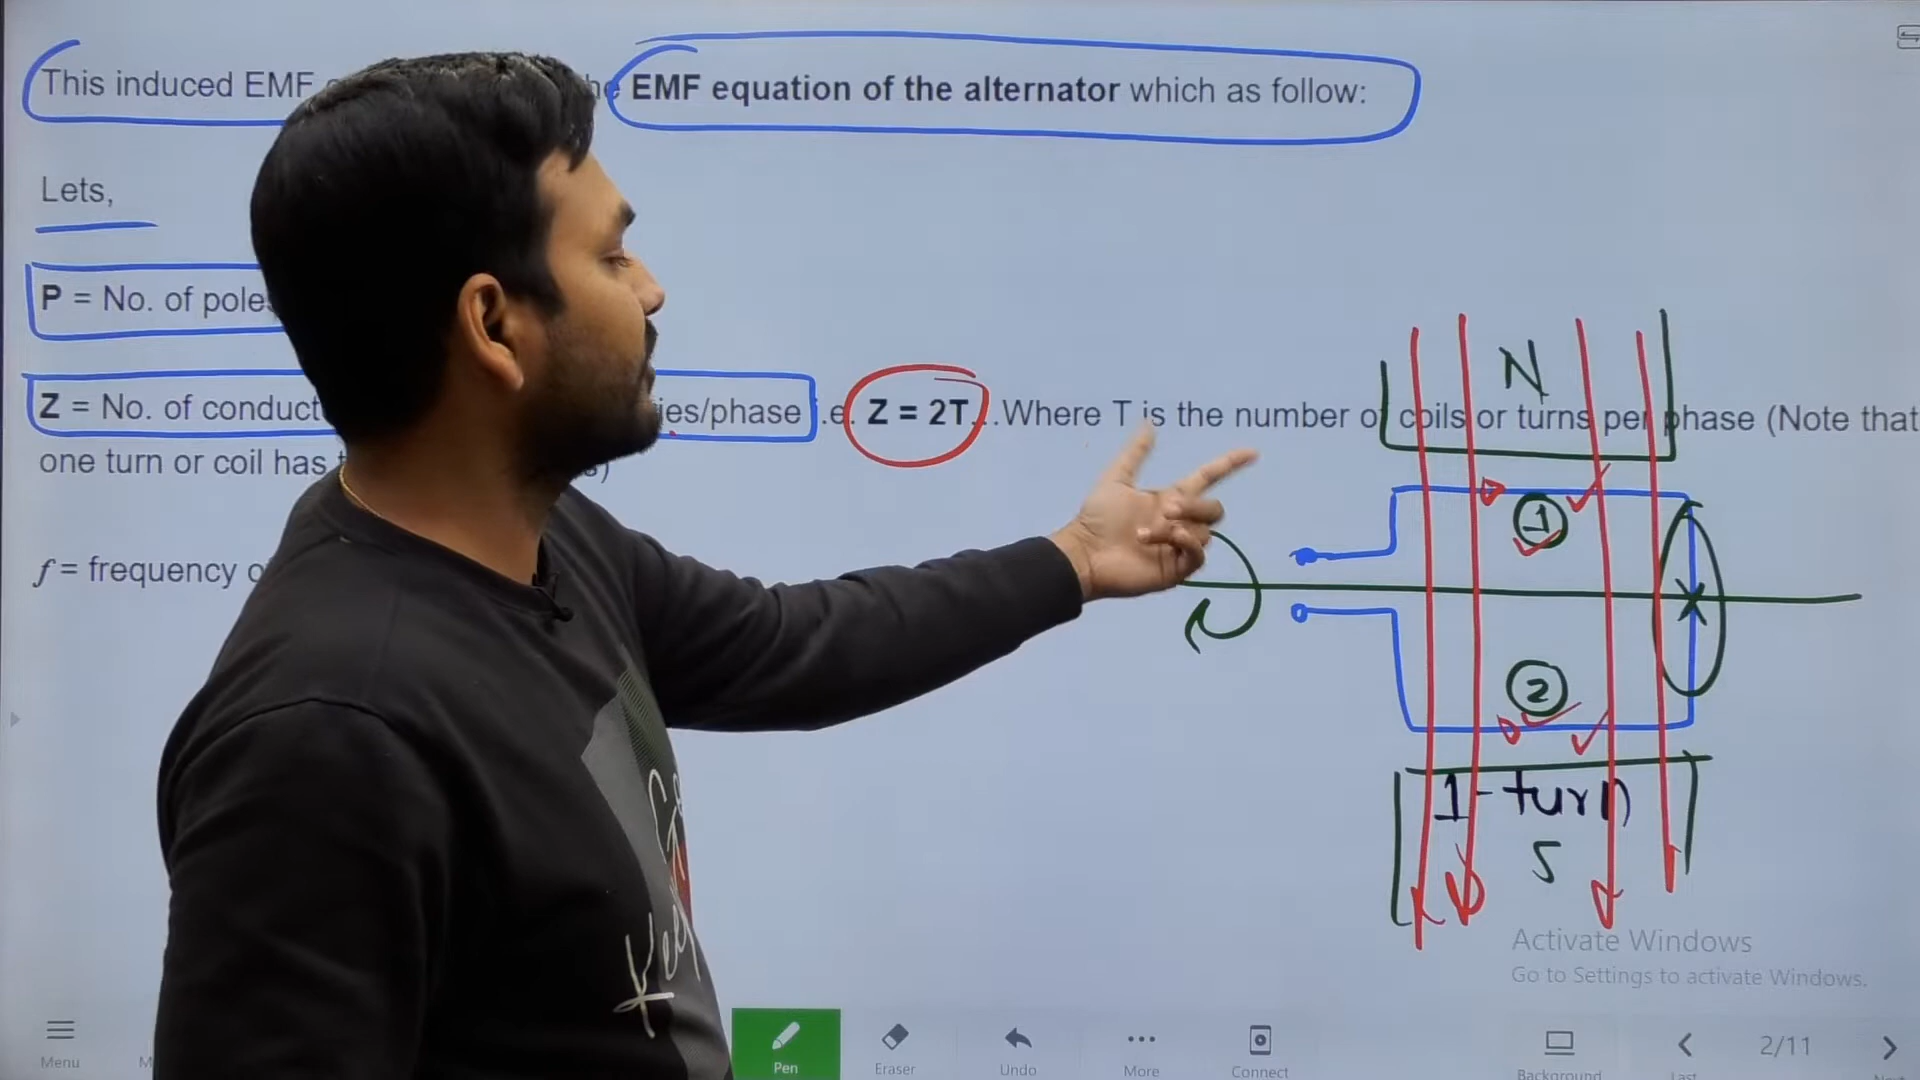 This induced EMF he EMF equation of the alternator which as follow:
Lets,
P = No. of poles
Z = No. of conduct ies/phase i.e. Z = 2T...Where T is the number of coils or turns per phase (Note that
one turn or coil has s)
f = frequency o
N
1
2
1-turn
S
Activate Windows
Go to Settings to activate Windows.
Menu
Pen
Eraser
Undo
More
Connect
Background
2/11
Last